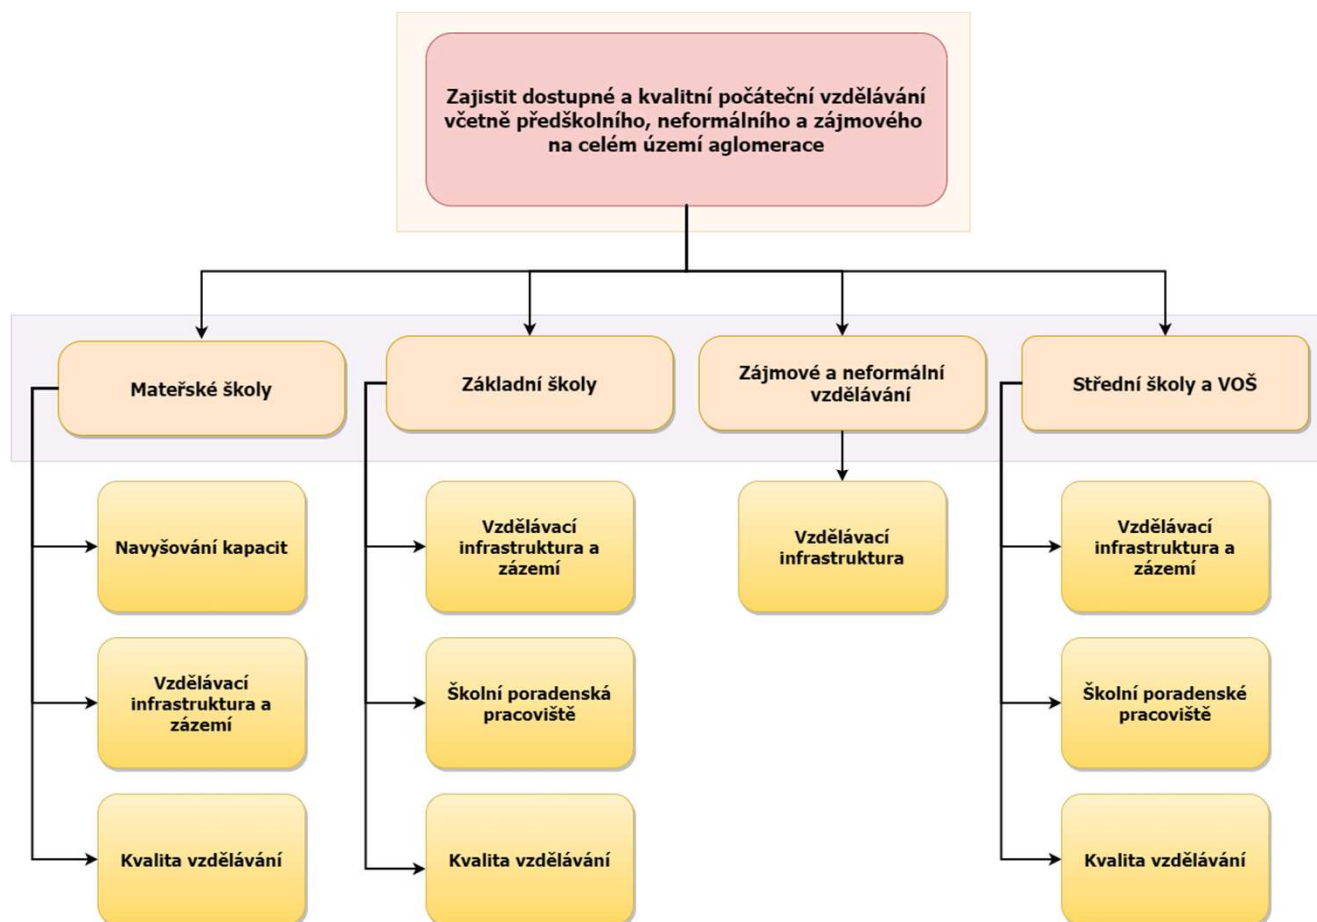 Zajistit dostupné a kvalitní počáteční vzdělávání
včetně předškolního, neformálního a zájmového
na celém území aglomerace
Mateřské školy
Základní školy
Zájmové a neformální
vzdělávání
Střední školy a VOŠ
Navyšování kapacit
Vzdělávací
infrastruktura a
zázemí
Vzdělávací
infrastruktura
Vzdělávací
infrastruktura a
zázemí
Vzdělávací
infrastruktura a
zázemí
Školní poradenská
pracoviště
Školní poradenské
pracoviště
Kvalita vzdělávání
Kvalita vzdělávání
Kvalita vzdělávání